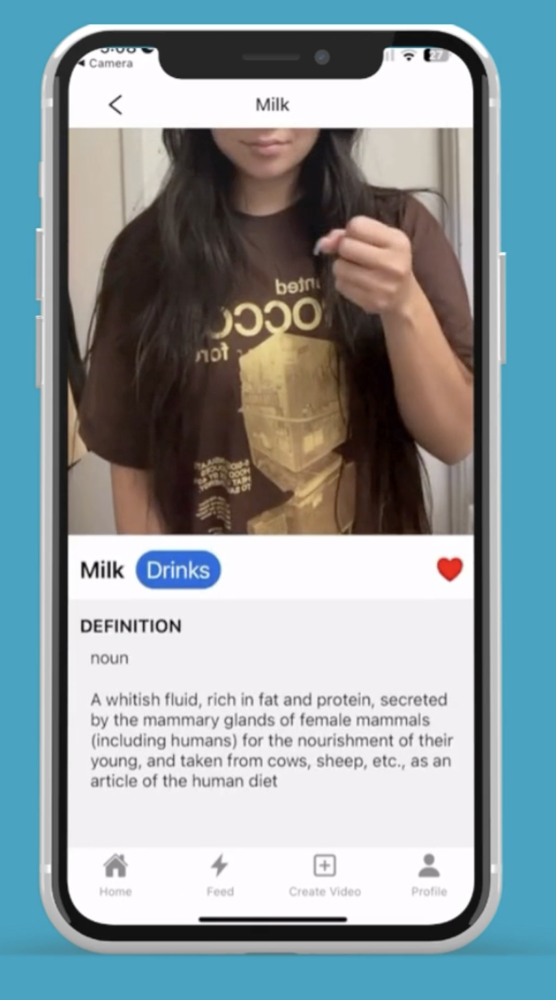 5:08
Camera
27
Milk
Milk Drinks
DEFINITION
noun
A whitish fluid, rich in fat and protein, secreted
by the mammary glands of female mammals
(including humans) for the nourishment of their
young, and taken from cows, sheep, etc., as an
article of the human diet
Home Feed Create Video Profile